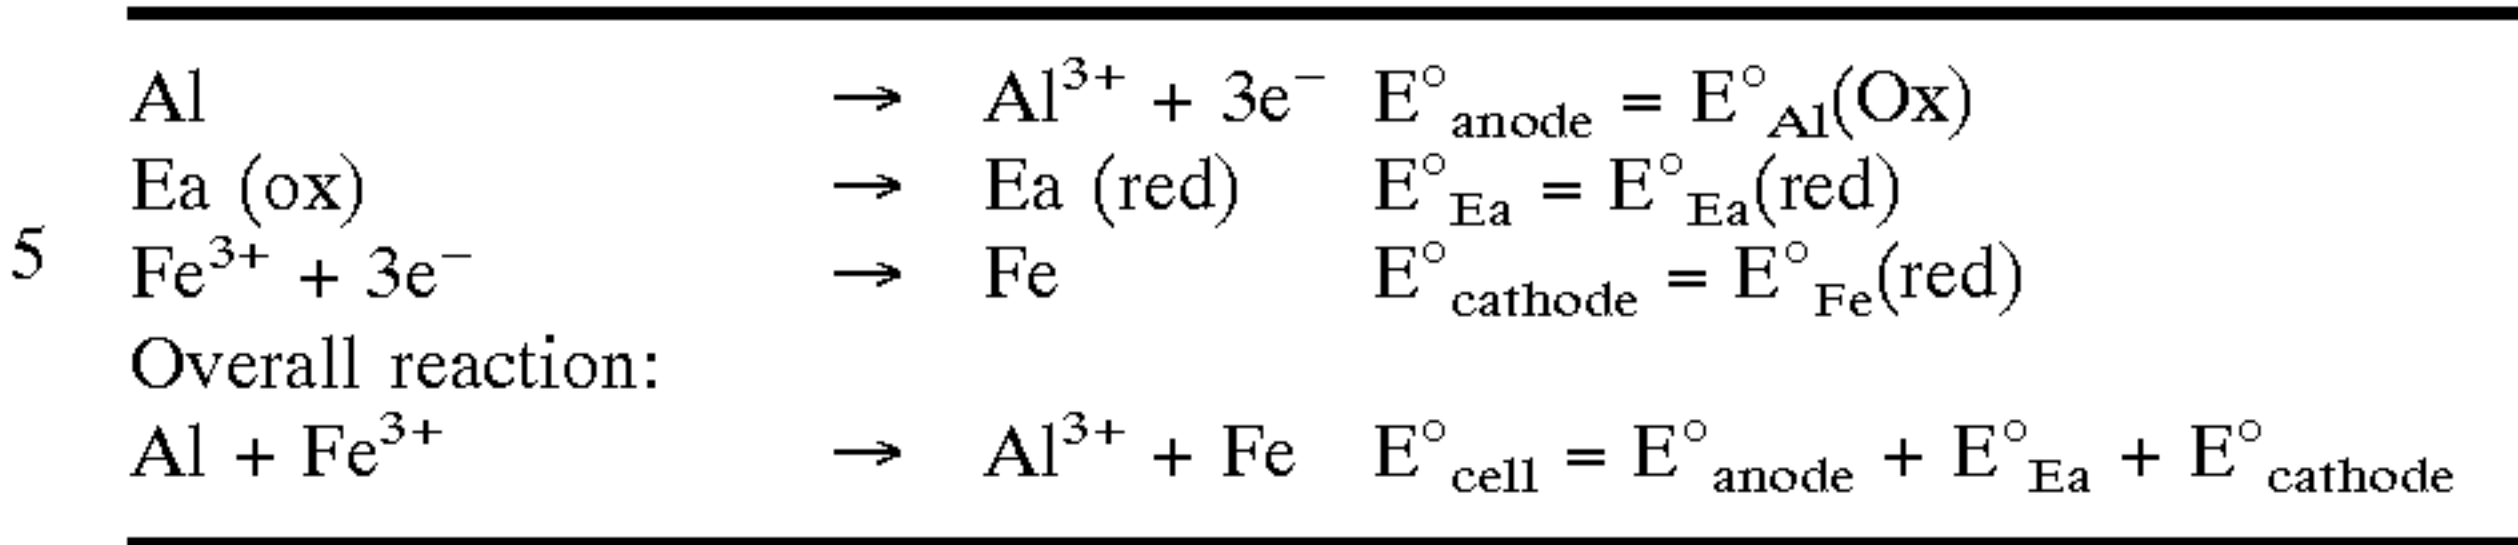 Al → Al³⁺ + 3e⁻ E°anode = E°Al(Ox)
Ea (ox) → Ea (red) E°Ea = E°Ea(red)
5
Fe³⁺ + 3e⁻ → Fe E°cathode = E°Fe(red)
Overall reaction:
Al + Fe³⁺ → Al³⁺ + Fe E°cell = E°anode + E°Ea + E°cathode